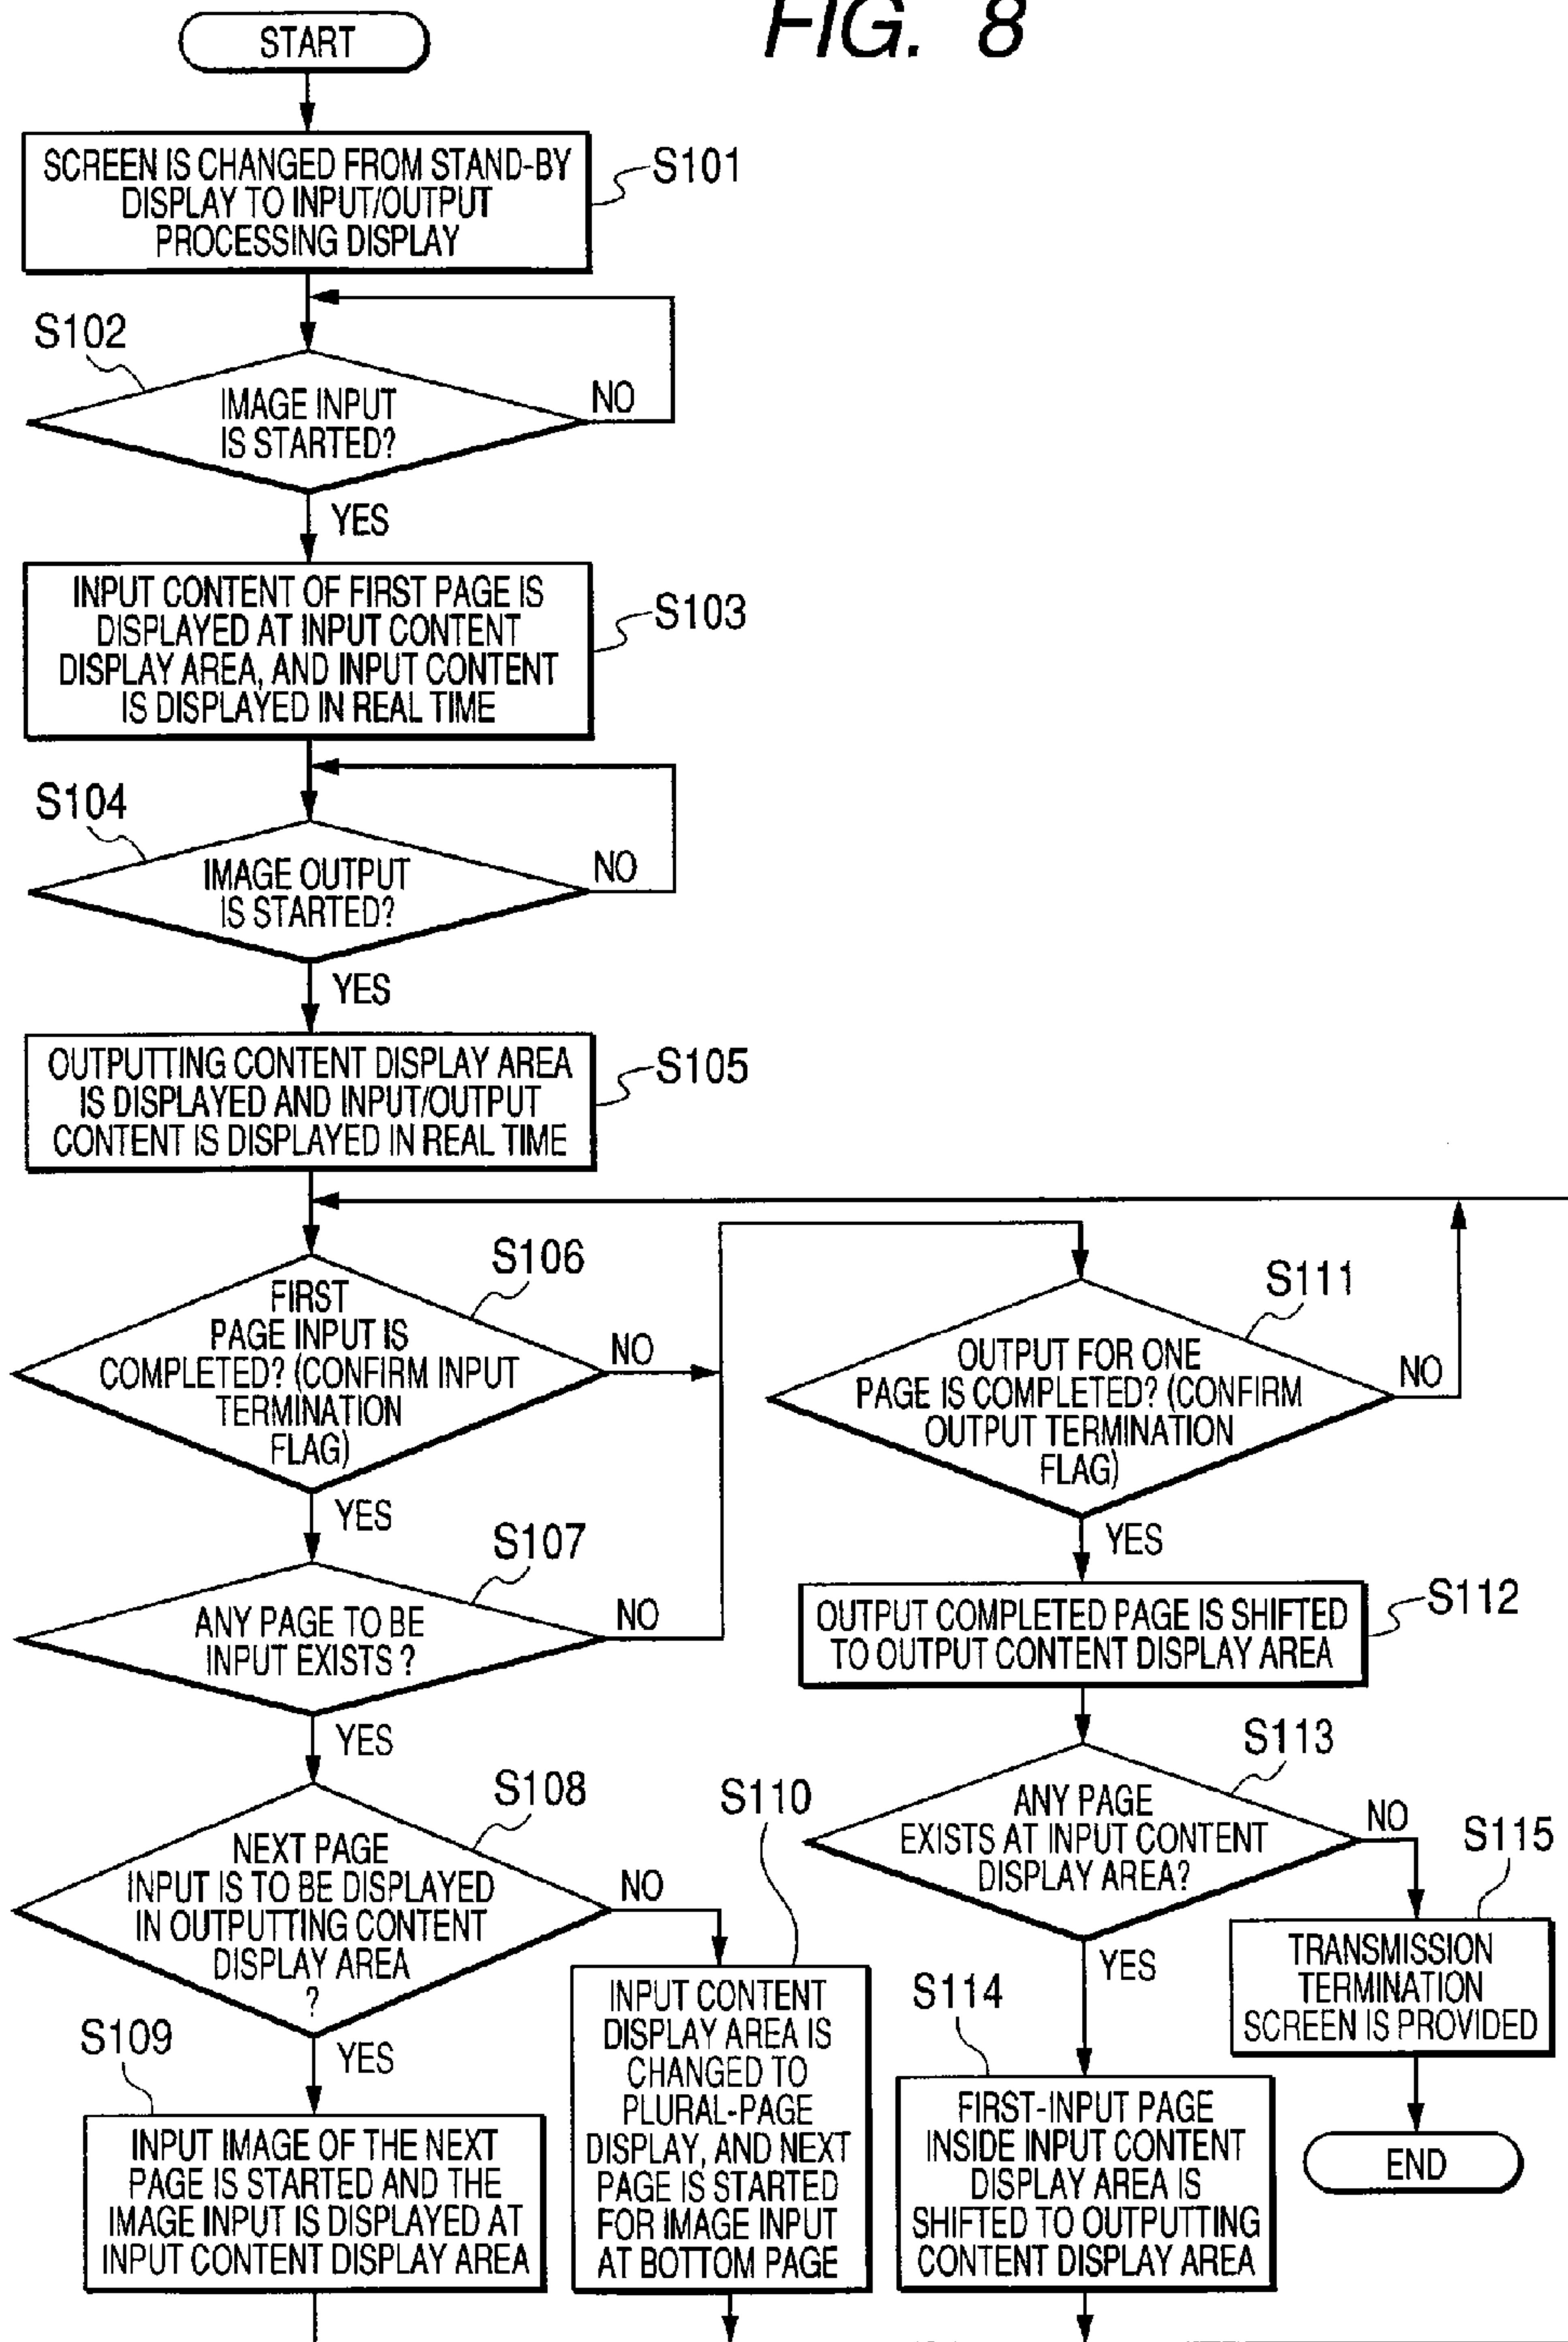 FIG. 8
START
SCREEN IS CHANGED FROM STAND-BY
DISPLAY TO INPUT/OUTPUT
PROCESSING DISPLAY
S101
S102
IMAGE INPUT
IS STARTED?
NO
YES
INPUT CONTENT OF FIRST PAGE IS
DISPLAYED AT INPUT CONTENT
DISPLAY AREA, AND INPUT CONTENT
IS DISPLAYED IN REAL TIME
S103
S104
IMAGE OUTPUT
IS STARTED?
NO
YES
OUTPUTTING CONTENT DISPLAY AREA
IS DISPLAYED AND INPUT/OUTPUT
CONTENT IS DISPLAYED IN REAL TIME
S105
S106
FIRST
PAGE INPUT IS
COMPLETED? (CONFIRM INPUT
TERMINATION
FLAG)
NO
YES
S107
ANY PAGE TO BE
INPUT EXISTS ?
NO
YES
S108
NEXT PAGE
INPUT IS TO BE DISPLAYED
IN OUTPUTTING CONTENT
DISPLAY AREA
?
NO
YES
S109
INPUT IMAGE OF THE NEXT
PAGE IS STARTED AND THE
IMAGE INPUT IS DISPLAYED AT
INPUT CONTENT DISPLAY AREA
S110
INPUT CONTENT
DISPLAY AREA IS
CHANGED TO
PLURAL-PAGE
DISPLAY, AND NEXT
PAGE IS STARTED
FOR IMAGE INPUT
AT BOTTOM PAGE
S111
OUTPUT FOR ONE
PAGE IS COMPLETED? (CONFIRM
OUTPUT TERMINATION
FLAG)
NO
YES
OUTPUT COMPLETED PAGE IS SHIFTED
TO OUTPUT CONTENT DISPLAY AREA
S112
S113
ANY PAGE
EXISTS AT INPUT CONTENT
DISPLAY AREA?
NO
YES
S114
FIRST-INPUT PAGE
INSIDE INPUT CONTENT
DISPLAY AREA IS
SHIFTED TO OUTPUTTING
CONTENT DISPLAY AREA
S115
TRANSMISSION
TERMINATION
SCREEN IS PROVIDED
END